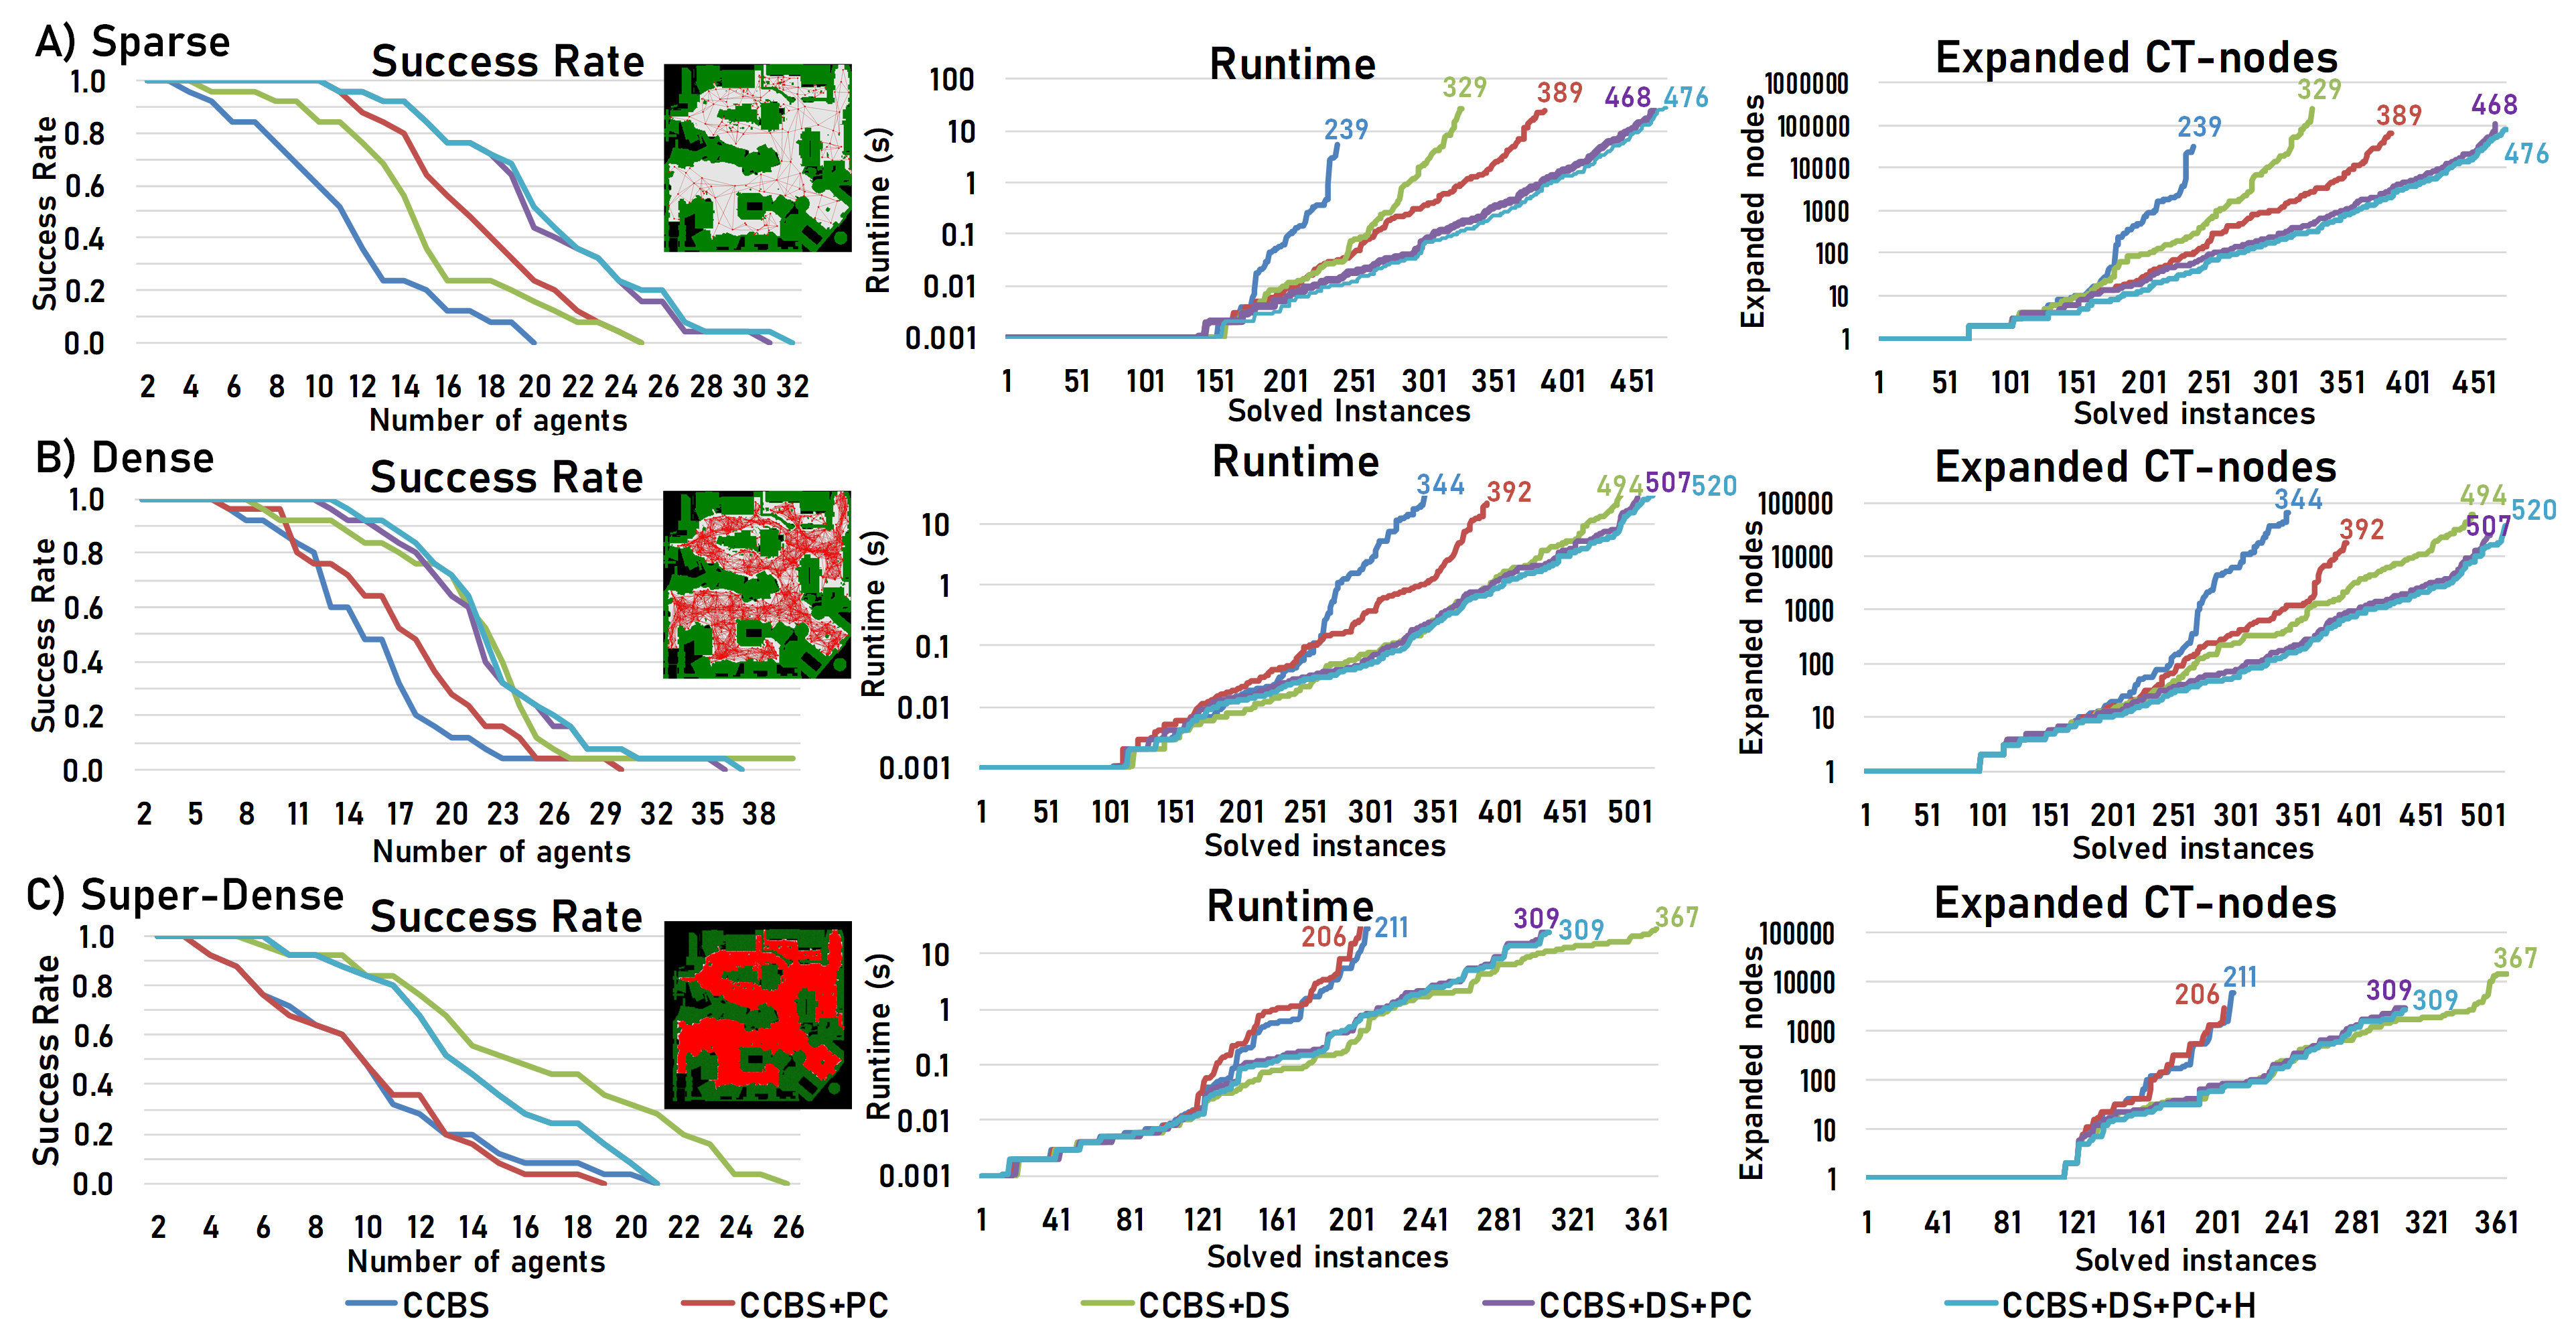 A) Sparse
Success Rate
Success Rate
1.0
0.8
0.6
0.4
0.2
0.0
2 4 6 8 10 12 14 16 18 20 22 24 26 28 30 32
Number of agents
Runtime
Runtime (s)
100
10
1
0.1
0.01
0.001
239
329
389
468
476
1 51 101 151 201 251 301 351 401 451
Solved Instances
Expanded CT-nodes
Expanded nodes
1000000
100000
10000
1000
100
10
1
239
329
389
468
476
1 51 101 151 201 251 301 351 401 451
Solved instances
B) Dense
Success Rate
Success Rate
1.0
0.8
0.6
0.4
0.2
0.0
2 5 8 11 14 17 20 23 26 29 32 35 38
Number of agents
Runtime
Runtime (s)
10
1
0.1
0.01
0.001
344
392
494
507
520
1 51 101 151 201 251 301 351 401 451 501
Solved instances
Expanded CT-nodes
Expanded nodes
100000
10000
1000
100
10
1
344
392
494
507
520
1 51 101 151 201 251 301 351 401 451 501
Solved instances
C) Super-Dense
Success Rate
Success Rate
1.0
0.8
0.6
0.4
0.2
0.0
2 4 6 8 10 12 14 16 18 20 22 24 26
Number of agents
Runtime
Runtime (s)
10
1
0.1
0.01
0.001
206
211
309
309
367
1 41 81 121 161 201 241 281 321 361
Solved instances
Expanded CT-nodes
Expanded nodes
100000
10000
1000
100
10
1
206
211
309
309
367
1 41 81 121 161 201 241 281 321 361
Solved instances
CCBS CCBS+PC CCBS+DS CCBS+DS+PC CCBS+DS+PC+H